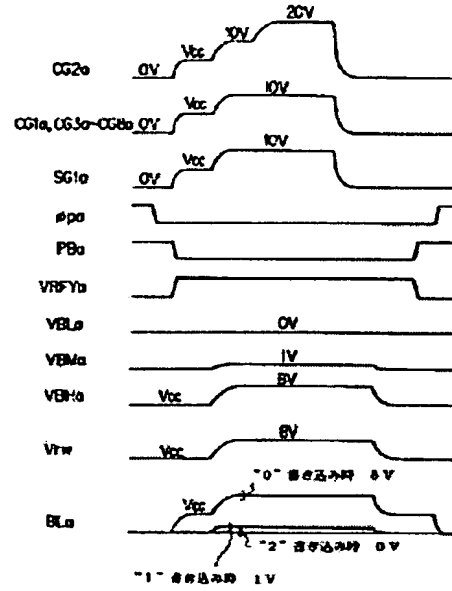 20V
10V
Vcc
CG2a 0V
10V
Vcc
CG1a, CG3a~CG8a 0V
10V
Vcc
SG1a 0V
φpa
IPBa
VRFYa
VBLa 0V
VBMa 1V
8V
VBHa Vcc
8V
Vrw Vcc
"0" 書き込み時 8V
Vcc
BLa
"2" 書き込み時 0V
"1" 書き込み時 1V